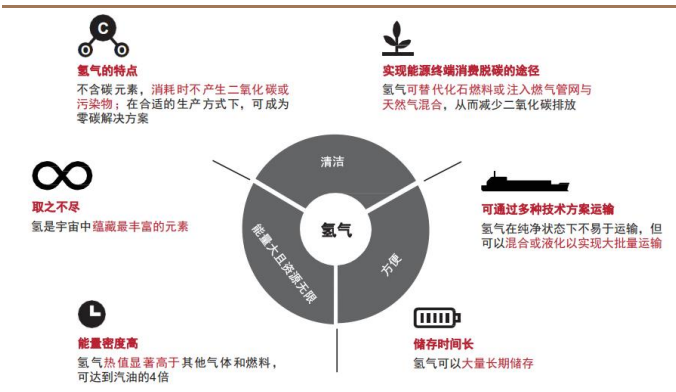 C
O
O
氢气的特点
不含碳元素，消耗时不产生二氧化碳或
污染物；在合适的生产方式下，可成为
零碳解决方案
实现能源终端消费脱碳的途径
氢气可替代化石燃料或注入燃气管网与
天然气混合，从而减少二氧化碳排放
取之不尽
氢是宇宙中蕴藏最丰富的元素
清洁
氢气
能量大且资源无限
方便
可通过多种技术方案运输
氢气在纯净状态下不易于运输，但
可以混合或液化以实现大批量运输
能量密度高
氢气热值显著高于其他气体和燃料，
可达到汽油的4倍
储存时间长
氢气可以大量长期储存